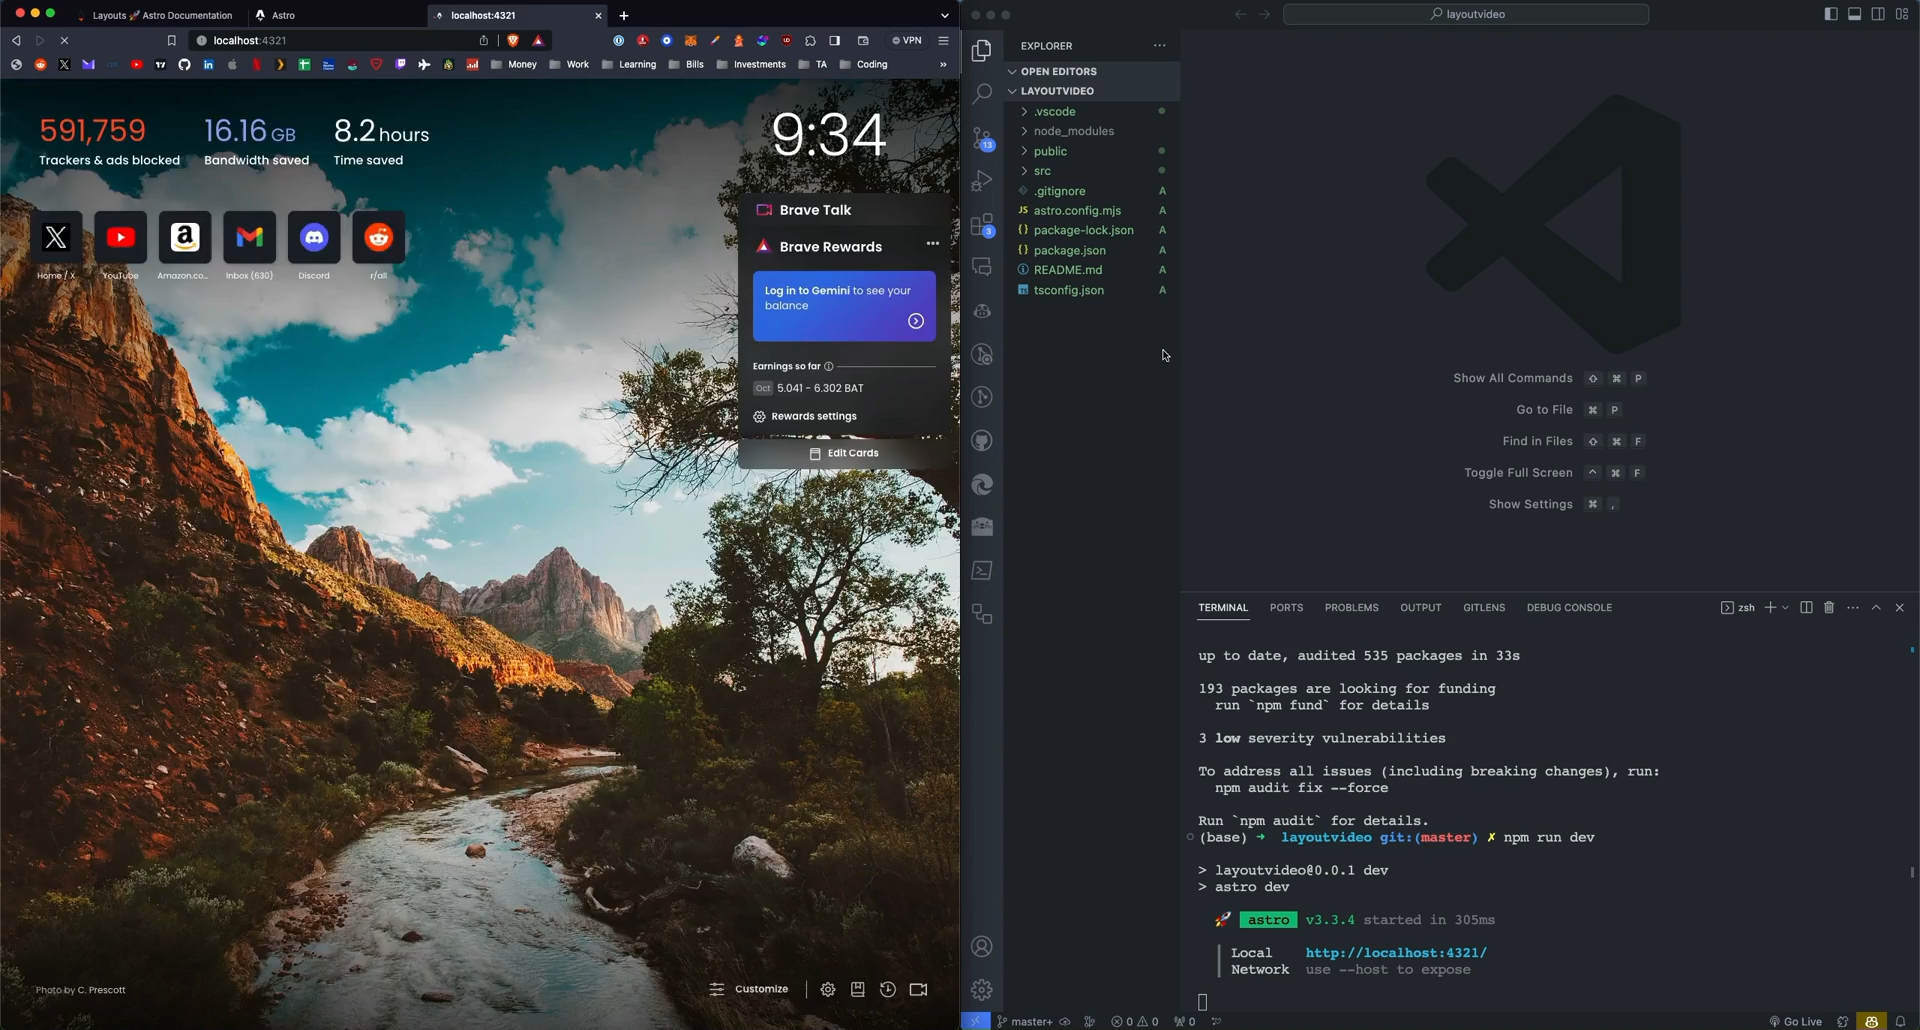 Layouts 🚀 Astro Documentation
Astro
localhost:4321
localhost:4321
VPN
Money
Work
Learning
Bills
Investments
TA
Coding
591,759
Trackers & ads blocked
16.16 GB
Bandwidth saved
8.2 hours
Time saved
9:34
Home / X
YouTube
Amazon.co...
Inbox (630)
Discord
r/all
Brave Talk
Brave Rewards
Log in to Gemini to see your
balance
Earnings so far
Oct 5.041 - 6.302 BAT
Rewards settings
Edit Cards
Photo by C. Prescott
Customize
layoutvideo
EXPLORER
OPEN EDITORS
LAYOUTVIDEO
.vscode
node_modules
public
src
.gitignore A
JS astro.config.mjs A
{} package-lock.json A
{} package.json A
README.md A
TS tsconfig.json A
13
3
Show All Commands ⇧ ⌘ P
Go to File ⌘ P
Find in Files ⇧ ⌘ F
Toggle Full Screen ^ ⌘ F
Show Settings ⌘ ,
TERMINAL
PORTS
PROBLEMS
OUTPUT
GITLENS
DEBUG CONSOLE
zsh
up to date, audited 535 packages in 33s
193 packages are looking for funding
run `npm fund` for details
3 low severity vulnerabilities
To address all issues (including breaking changes), run:
npm audit fix --force
Run `npm audit` for details.
(base) ➜ layoutvideo git:(master) ✗ npm run dev
> layoutvideo@0.0.1 dev
> astro dev
🚀 astro v3.3.4 started in 305ms
Local http://localhost:4321/
Network use --host to expose
master+
0 0
0
Go Live